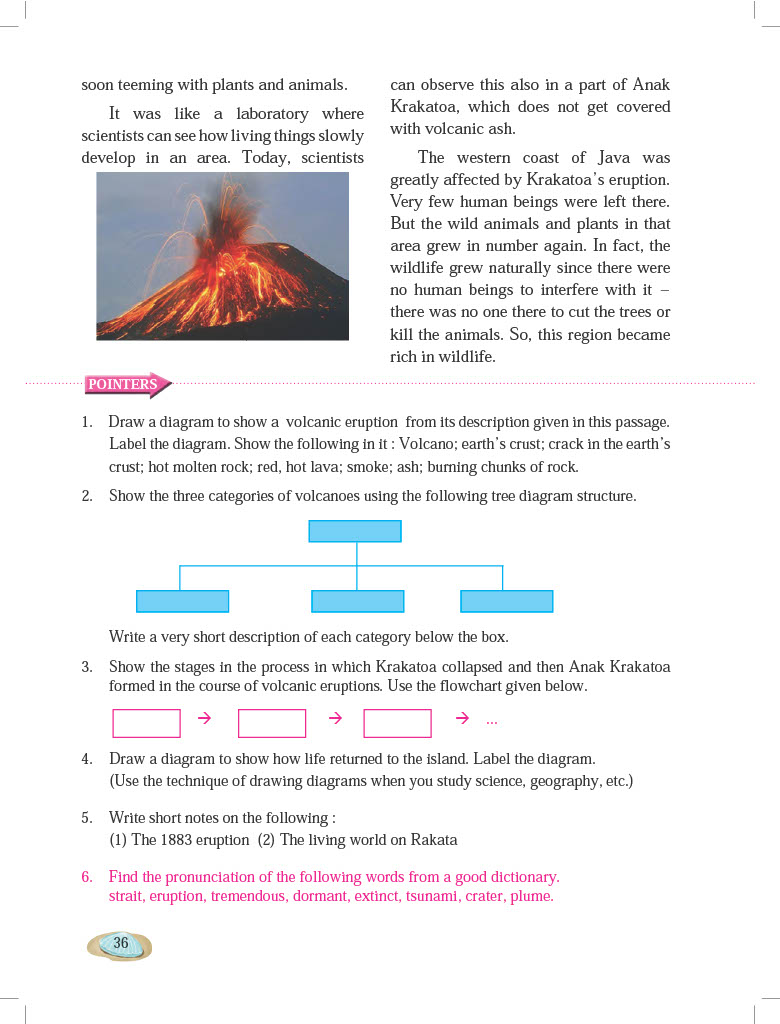 soon teeming with plants and animals.
It was like a laboratory where
scientists can see how living things slowly
develop in an area. Today, scientists
can observe this also in a part of Anak
Krakatoa, which does not get covered
with volcanic ash.
The western coast of Java was
greatly affected by Krakatoa's eruption.
Very few human beings were left there.
But the wild animals and plants in that
area grew in number again. In fact, the
wildlife grew naturally since there were
no human beings to interfere with it –
there was no one there to cut the trees or
kill the animals. So, this region became
rich in wildlife.
POINTERS
1. Draw a diagram to show a volcanic eruption from its description given in this passage.
Label the diagram. Show the following in it : Volcano; earth's crust; crack in the earth's
crust; hot molten rock; red, hot lava; smoke; ash; burning chunks of rock.
2. Show the three categories of volcanoes using the following tree diagram structure.
Write a very short description of each category below the box.
3. Show the stages in the process in which Krakatoa collapsed and then Anak Krakatoa
formed in the course of volcanic eruptions. Use the flowchart given below.
→ → → ...
4. Draw a diagram to show how life returned to the island. Label the diagram.
(Use the technique of drawing diagrams when you study science, geography, etc.)
5. Write short notes on the following :
(1) The 1883 eruption (2) The living world on Rakata
6. Find the pronunciation of the following words from a good dictionary.
strait, eruption, tremendous, dormant, extinct, tsunami, crater, plume.
36